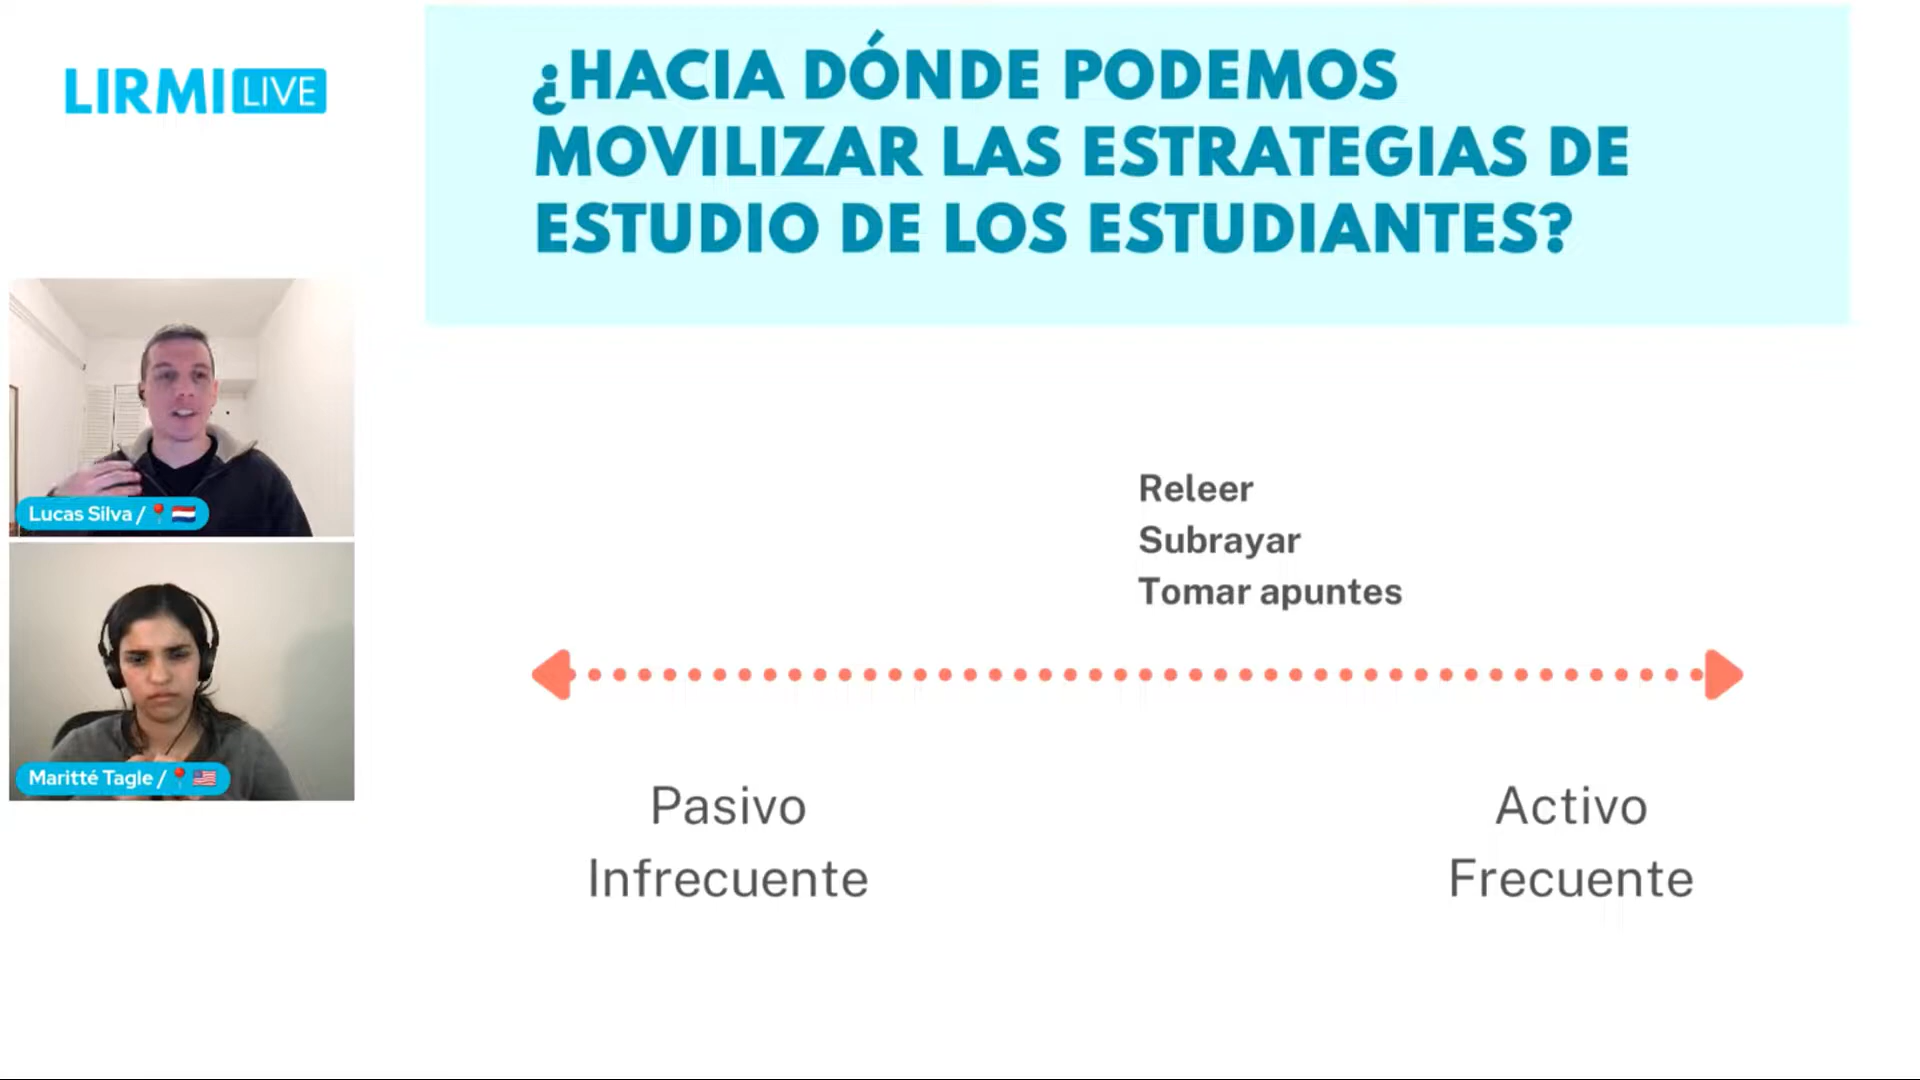 LIRMI LIVE
¿HACIA DÓNDE PODEMOS
MOVILIZAR LAS ESTRATEGIAS DE
ESTUDIO DE LOS ESTUDIANTES?
Lucas Silva /
Maritté Tagle /
Releer
Subrayar
Tomar apuntes
Pasivo
Infrecuente
Activo
Frecuente